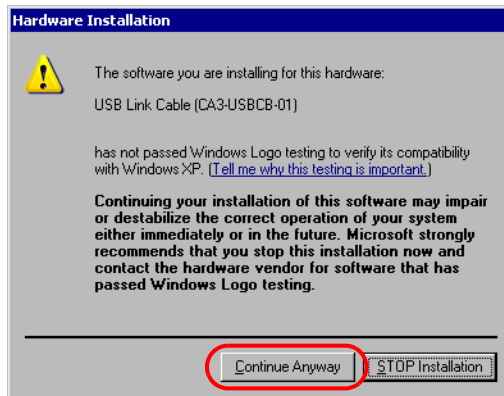 Hardware Installation
The software you are installing for this hardware:
USB Link Cable (CA3-USBCB-01)
has not passed Windows Logo testing to verify its compatibility
with Windows XP. (Tell me why this testing is important.)
Continuing your installation of this software may impair
or destabilize the correct operation of your system
either immediately or in the future. Microsoft strongly
recommends that you stop this installation now and
contact the hardware vendor for software that has
passed Windows Logo testing.
Continue Anyway STOP Installation